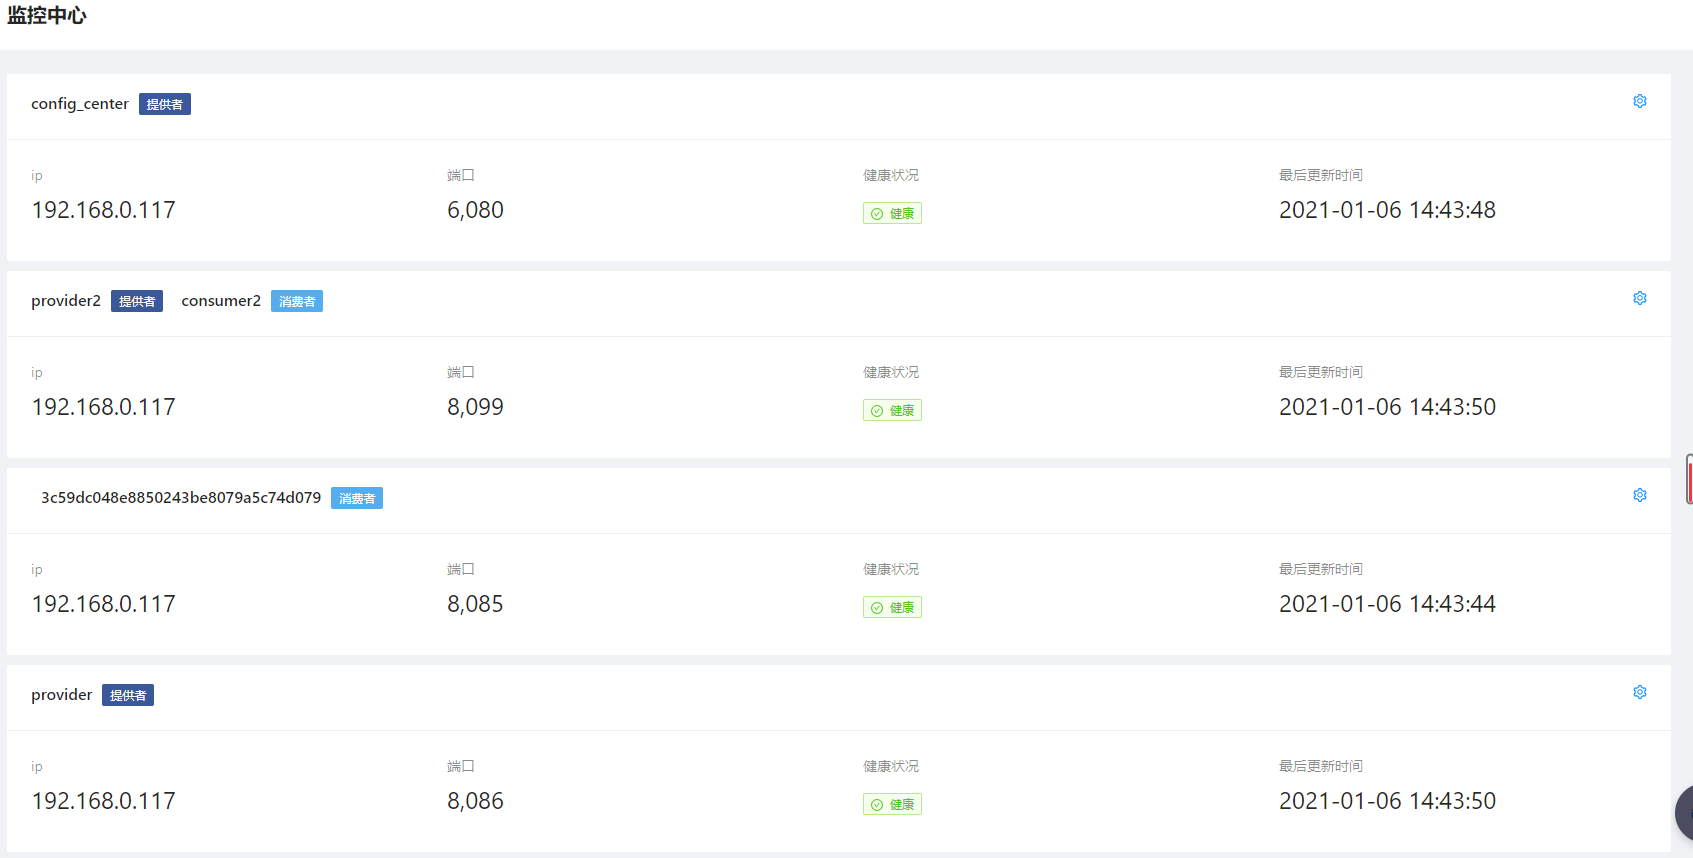 监控中心
config_center 提供者
ip 端口 健康状况 最后更新时间
192.168.0.117 6,080 健康 2021-01-06 14:43:48
provider2 提供者 consumer2 消费者
ip 端口 健康状况 最后更新时间
192.168.0.117 8,099 健康 2021-01-06 14:43:50
3c59dc048e8850243be8079a5c74d079 消费者
ip 端口 健康状况 最后更新时间
192.168.0.117 8,085 健康 2021-01-06 14:43:44
provider 提供者
ip 端口 健康状况 最后更新时间
192.168.0.117 8,086 健康 2021-01-06 14:43:50